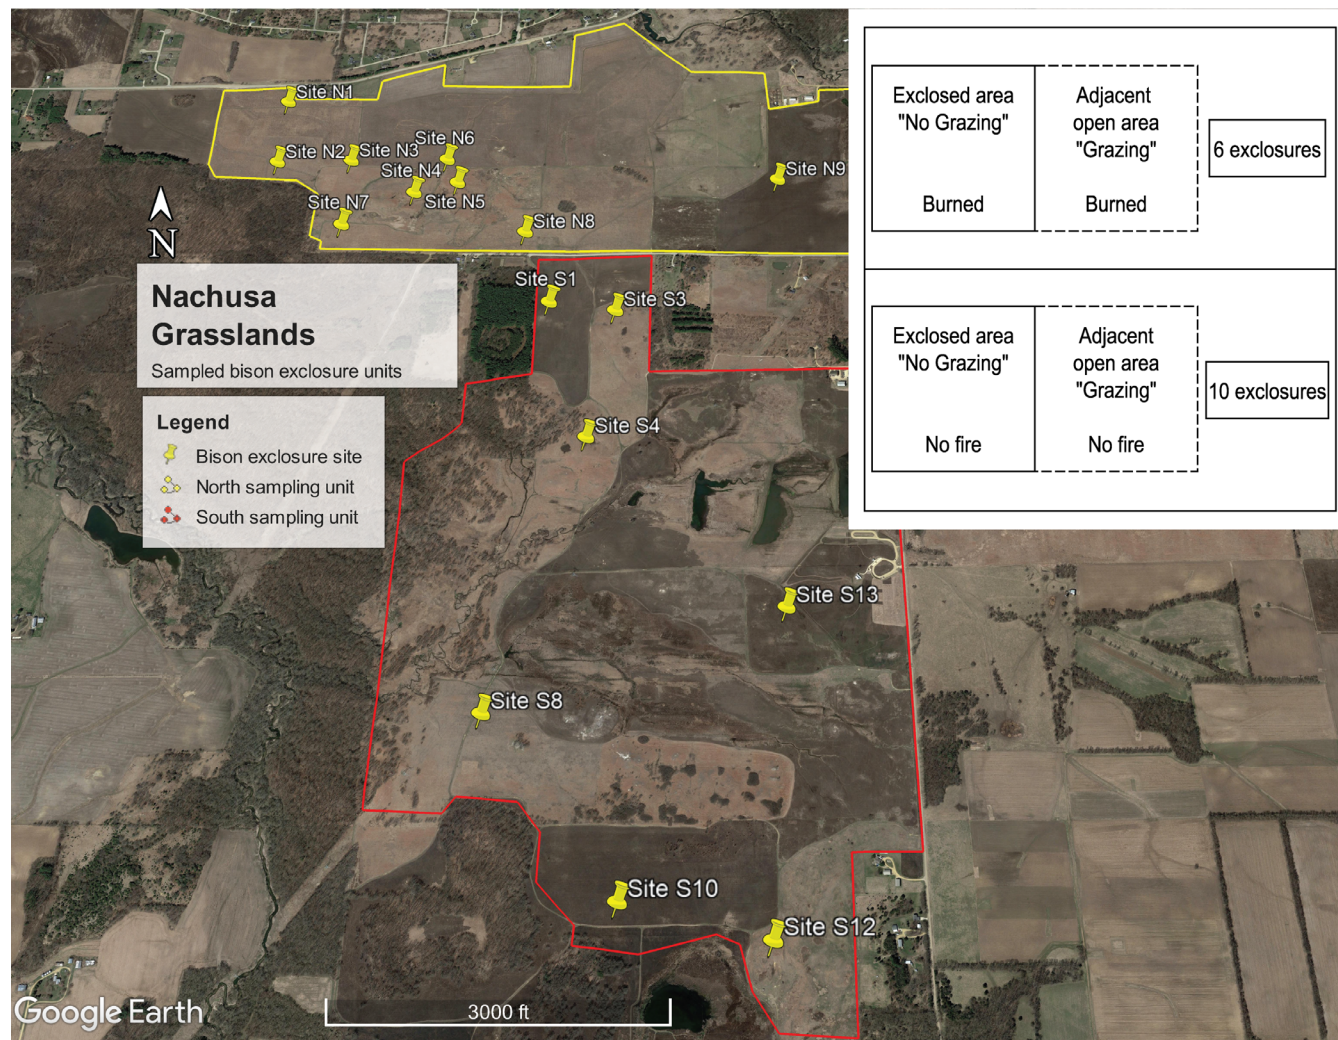 Site N1
Site N2
Site N3
Site N6
Site N4
Site N5
Site N7
Site N8
Site N9
N
Nachusa
Grasslands
Sampled bison exclosure units
Legend
Bison exclosure site
North sampling unit
South sampling unit
Site S1
Site S3
Site S4
Site S13
Site S8
Site S10
Site S12
Google Earth
3000 ft
Exclosed area
"No Grazing"
Burned
Adjacent
open area
"Grazing"
Burned
6 exclosures
Exclosed area
"No Grazing"
No fire
Adjacent
open area
"Grazing"
No fire
10 exclosures